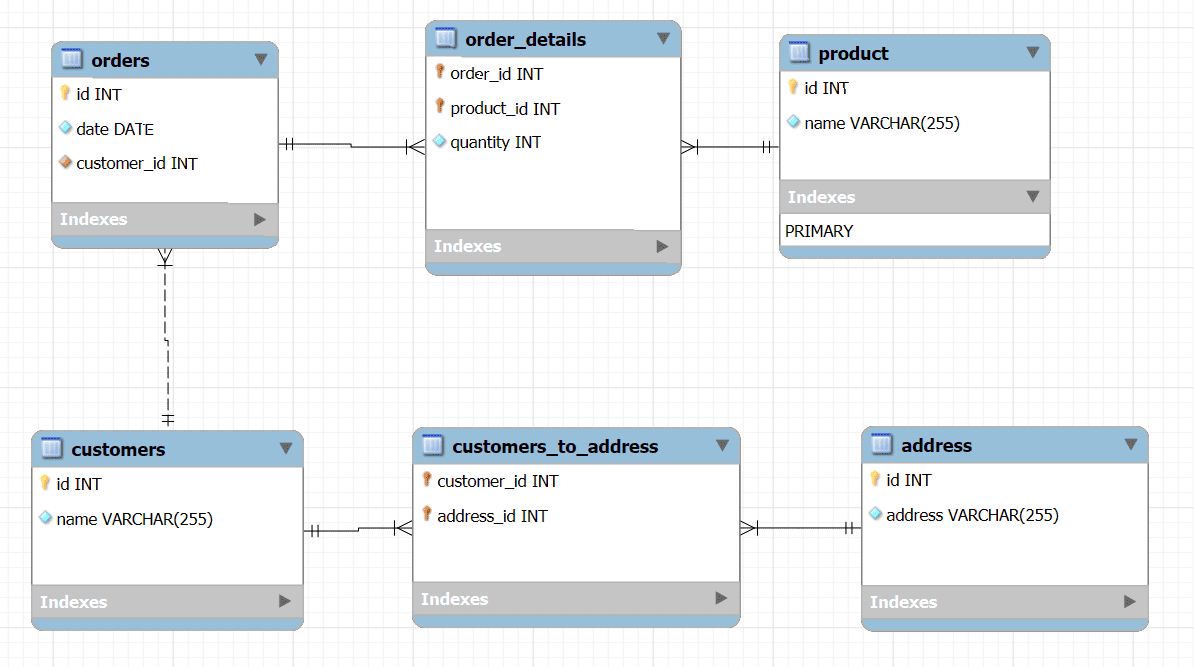 orders
id INT
date DATE
customer_id INT
Indexes
order_details
order_id INT
product_id INT
quantity INT
Indexes
product
id INT
name VARCHAR(255)
Indexes
PRIMARY
customers
id INT
name VARCHAR(255)
Indexes
customers_to_address
customer_id INT
address_id INT
Indexes
address
id INT
address VARCHAR(255)
Indexes